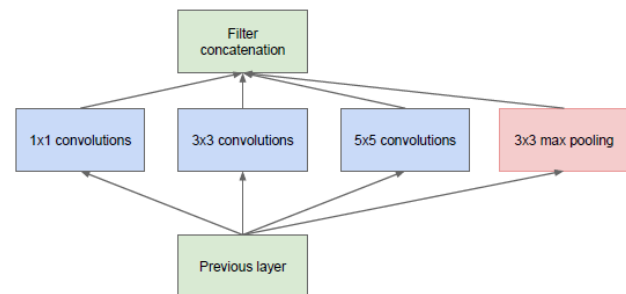 Filter
concatenation
1x1 convolutions
3x3 convolutions
5x5 convolutions
3x3 max pooling
Previous layer